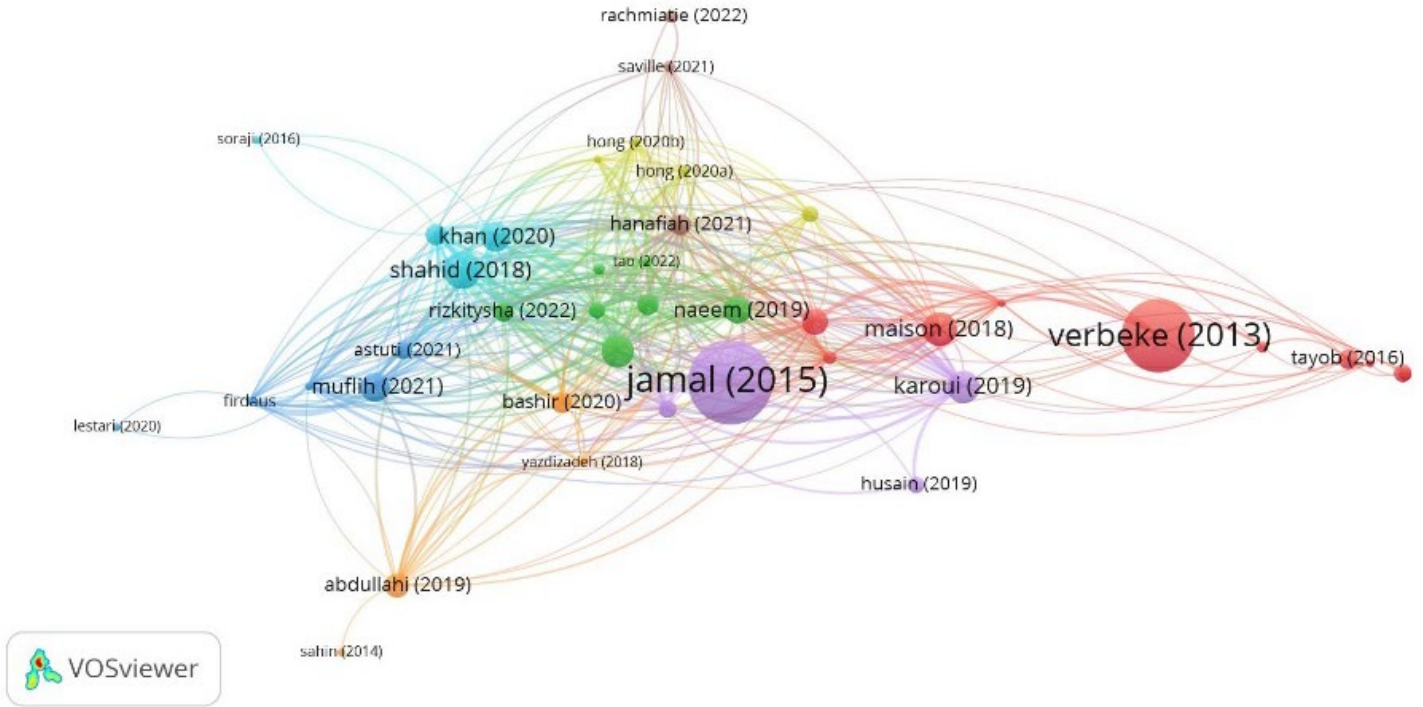 rachmiatie (2022)
saville (2021)
soraji (2016)
hong (2020b)
hong (2020a)
hanafiah (2021)
khan (2020)
tao (2022)
shahid (2018)
rizkitysha (2022)
naeem (2019)
maison (2018)
verbeke (2013)
astuti (2021)
tayob (2016)
muflih (2021)
jamal (2015)
karoui (2019)
firdaus
bashir (2020)
lestari (2020)
yazdizadeh (2018)
husain (2019)
abdullahi (2019)
sahin (2014)
VOSviewer